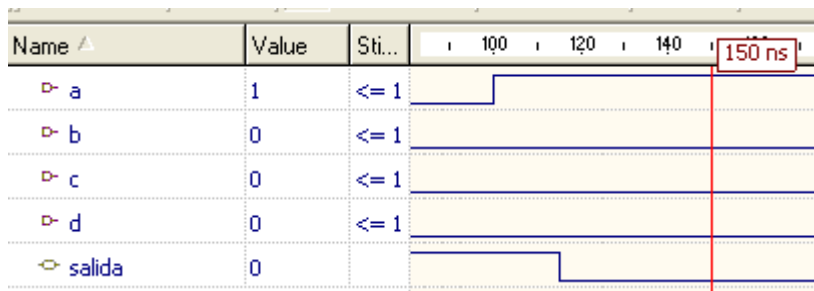 Name Value Sti... 100 120 140 150 ns
a 1 <= 1
b 0 <= 1
c 0 <= 1
d 0 <= 1
salida 0